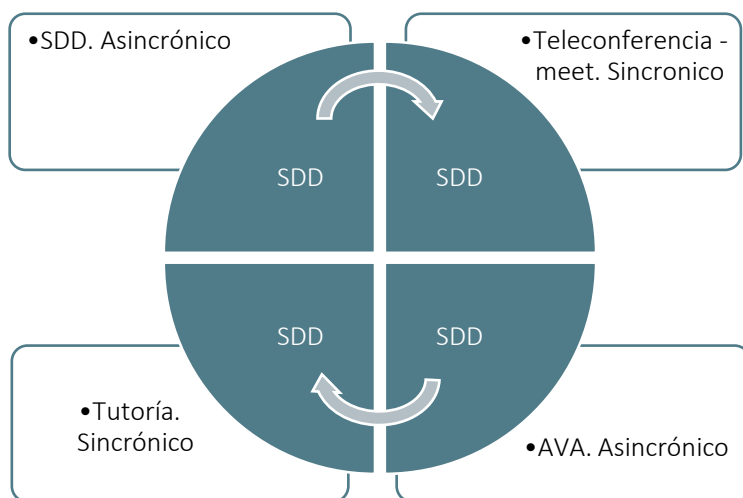 •SDD. Asincrónico
•Teleconferencia -
meet. Sincronico
SDD
SDD
SDD
SDD
•Tutoría.
Sincrónico
•AVA. Asincrónico